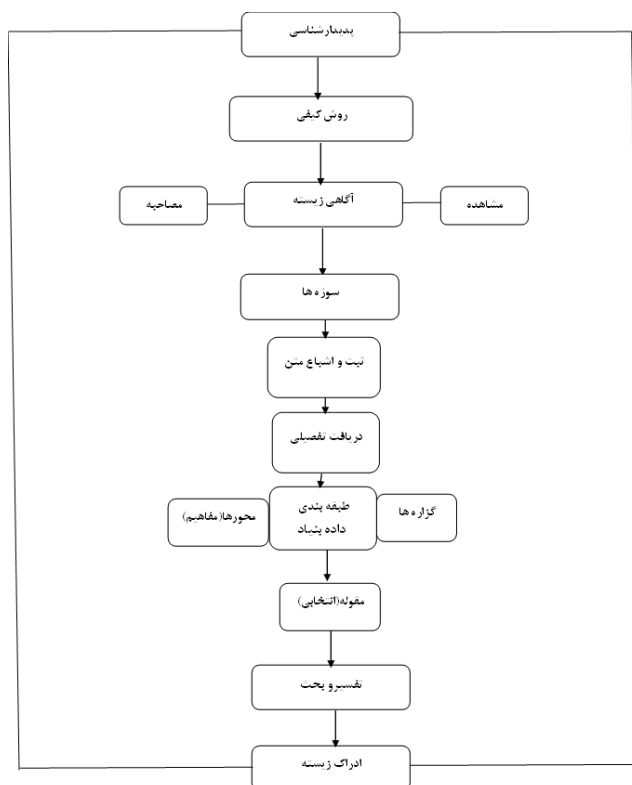 پدیدارشناسی
روش کیفی
آگاهی زیسته
مشاهده
مصاحبه
سوژه ها
ثبت و اشباع متن
دریافت تفصیلی
گزاره ها
طبقه بندی
داده بنیاد
محورها(مفاهیم)
مقوله(انتخابی)
تفسیر و بحث
ادراک زیسته